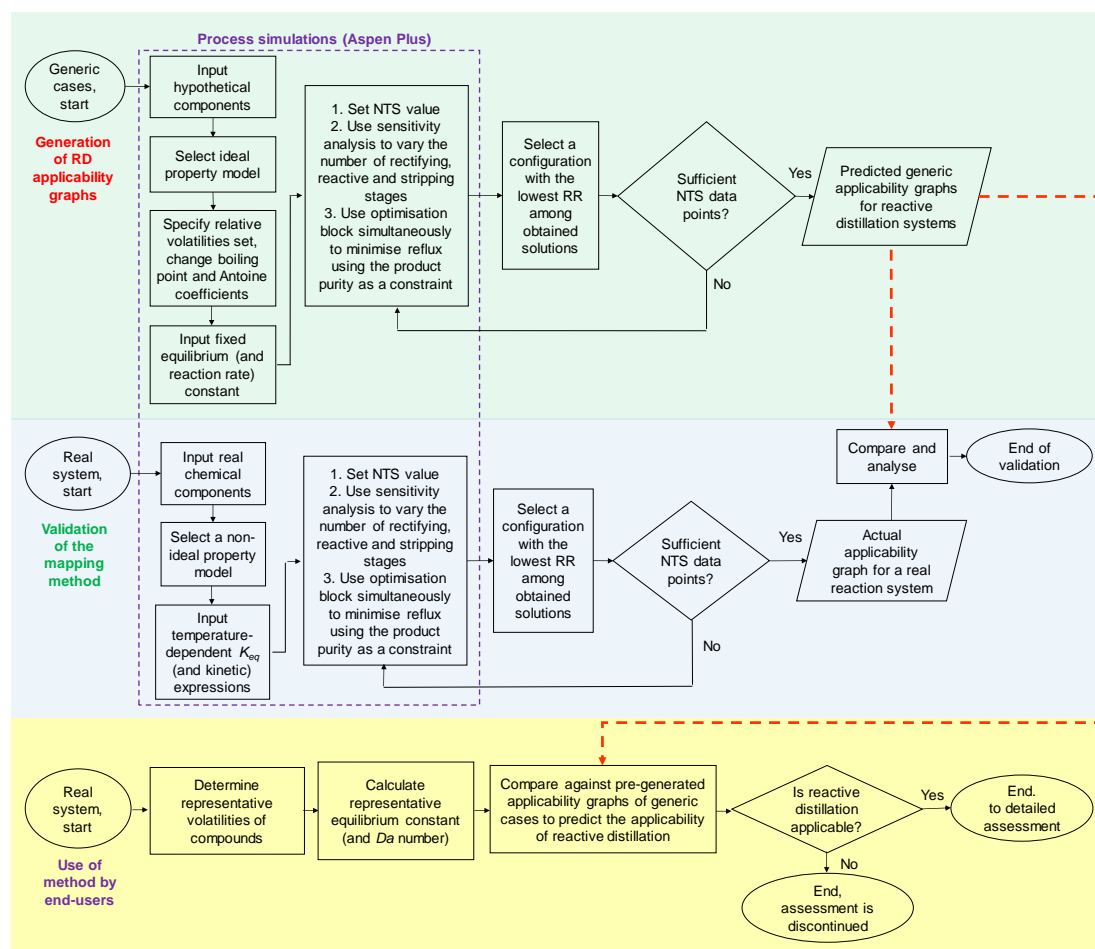 Process simulations (Aspen Plus)
Generic
cases,
start
Generation
of RD
applicability
graphs
Input
hypothetical
components
Select ideal
property model
Specify relative
volatilities set,
change boiling
point and Antoine
coefficients
Input fixed
equilibrium (and
reaction rate)
constant
1. Set NTS value
2. Use sensitivity
analysis to vary the
number of rectifying,
reactive and stripping
stages
3. Use optimisation
block simultaneously
to minimise reflux
using the product
purity as a constraint
Select a
configuration
with the
lowest RR
among
obtained
solutions
Sufficient
NTS data
points?
Yes
No
Predicted generic
applicability graphs
for reactive
distillation systems
Real
system,
start
Validation
of the
mapping
method
Input real
chemical
components
Select a non-
ideal property
model
Input
temperature-
dependent Keq
(and kinetic)
expressions
1. Set NTS value
2. Use sensitivity
analysis to vary the
number of rectifying,
reactive and stripping
stages
3. Use optimisation
block simultaneously
to minimise reflux
using the product
purity as a constraint
Select a
configuration
with the
lowest RR
among
obtained
solutions
Sufficient
NTS data
points?
Yes
No
Actual
applicability
graph for a real
reaction system
Compare and
analyse
End of
validation
Real
system,
start
Use of
method by
end-users
Determine
representative
volatilities of
compounds
Calculate
representative
equilibrium constant
(and Da number)
Compare against pre-generated
applicability graphs of generic
cases to predict the applicability
of reactive distillation
Is reactive
distillation
applicable?
Yes
No
End.
to detailed
assessment
End,
assessment is
discontinued